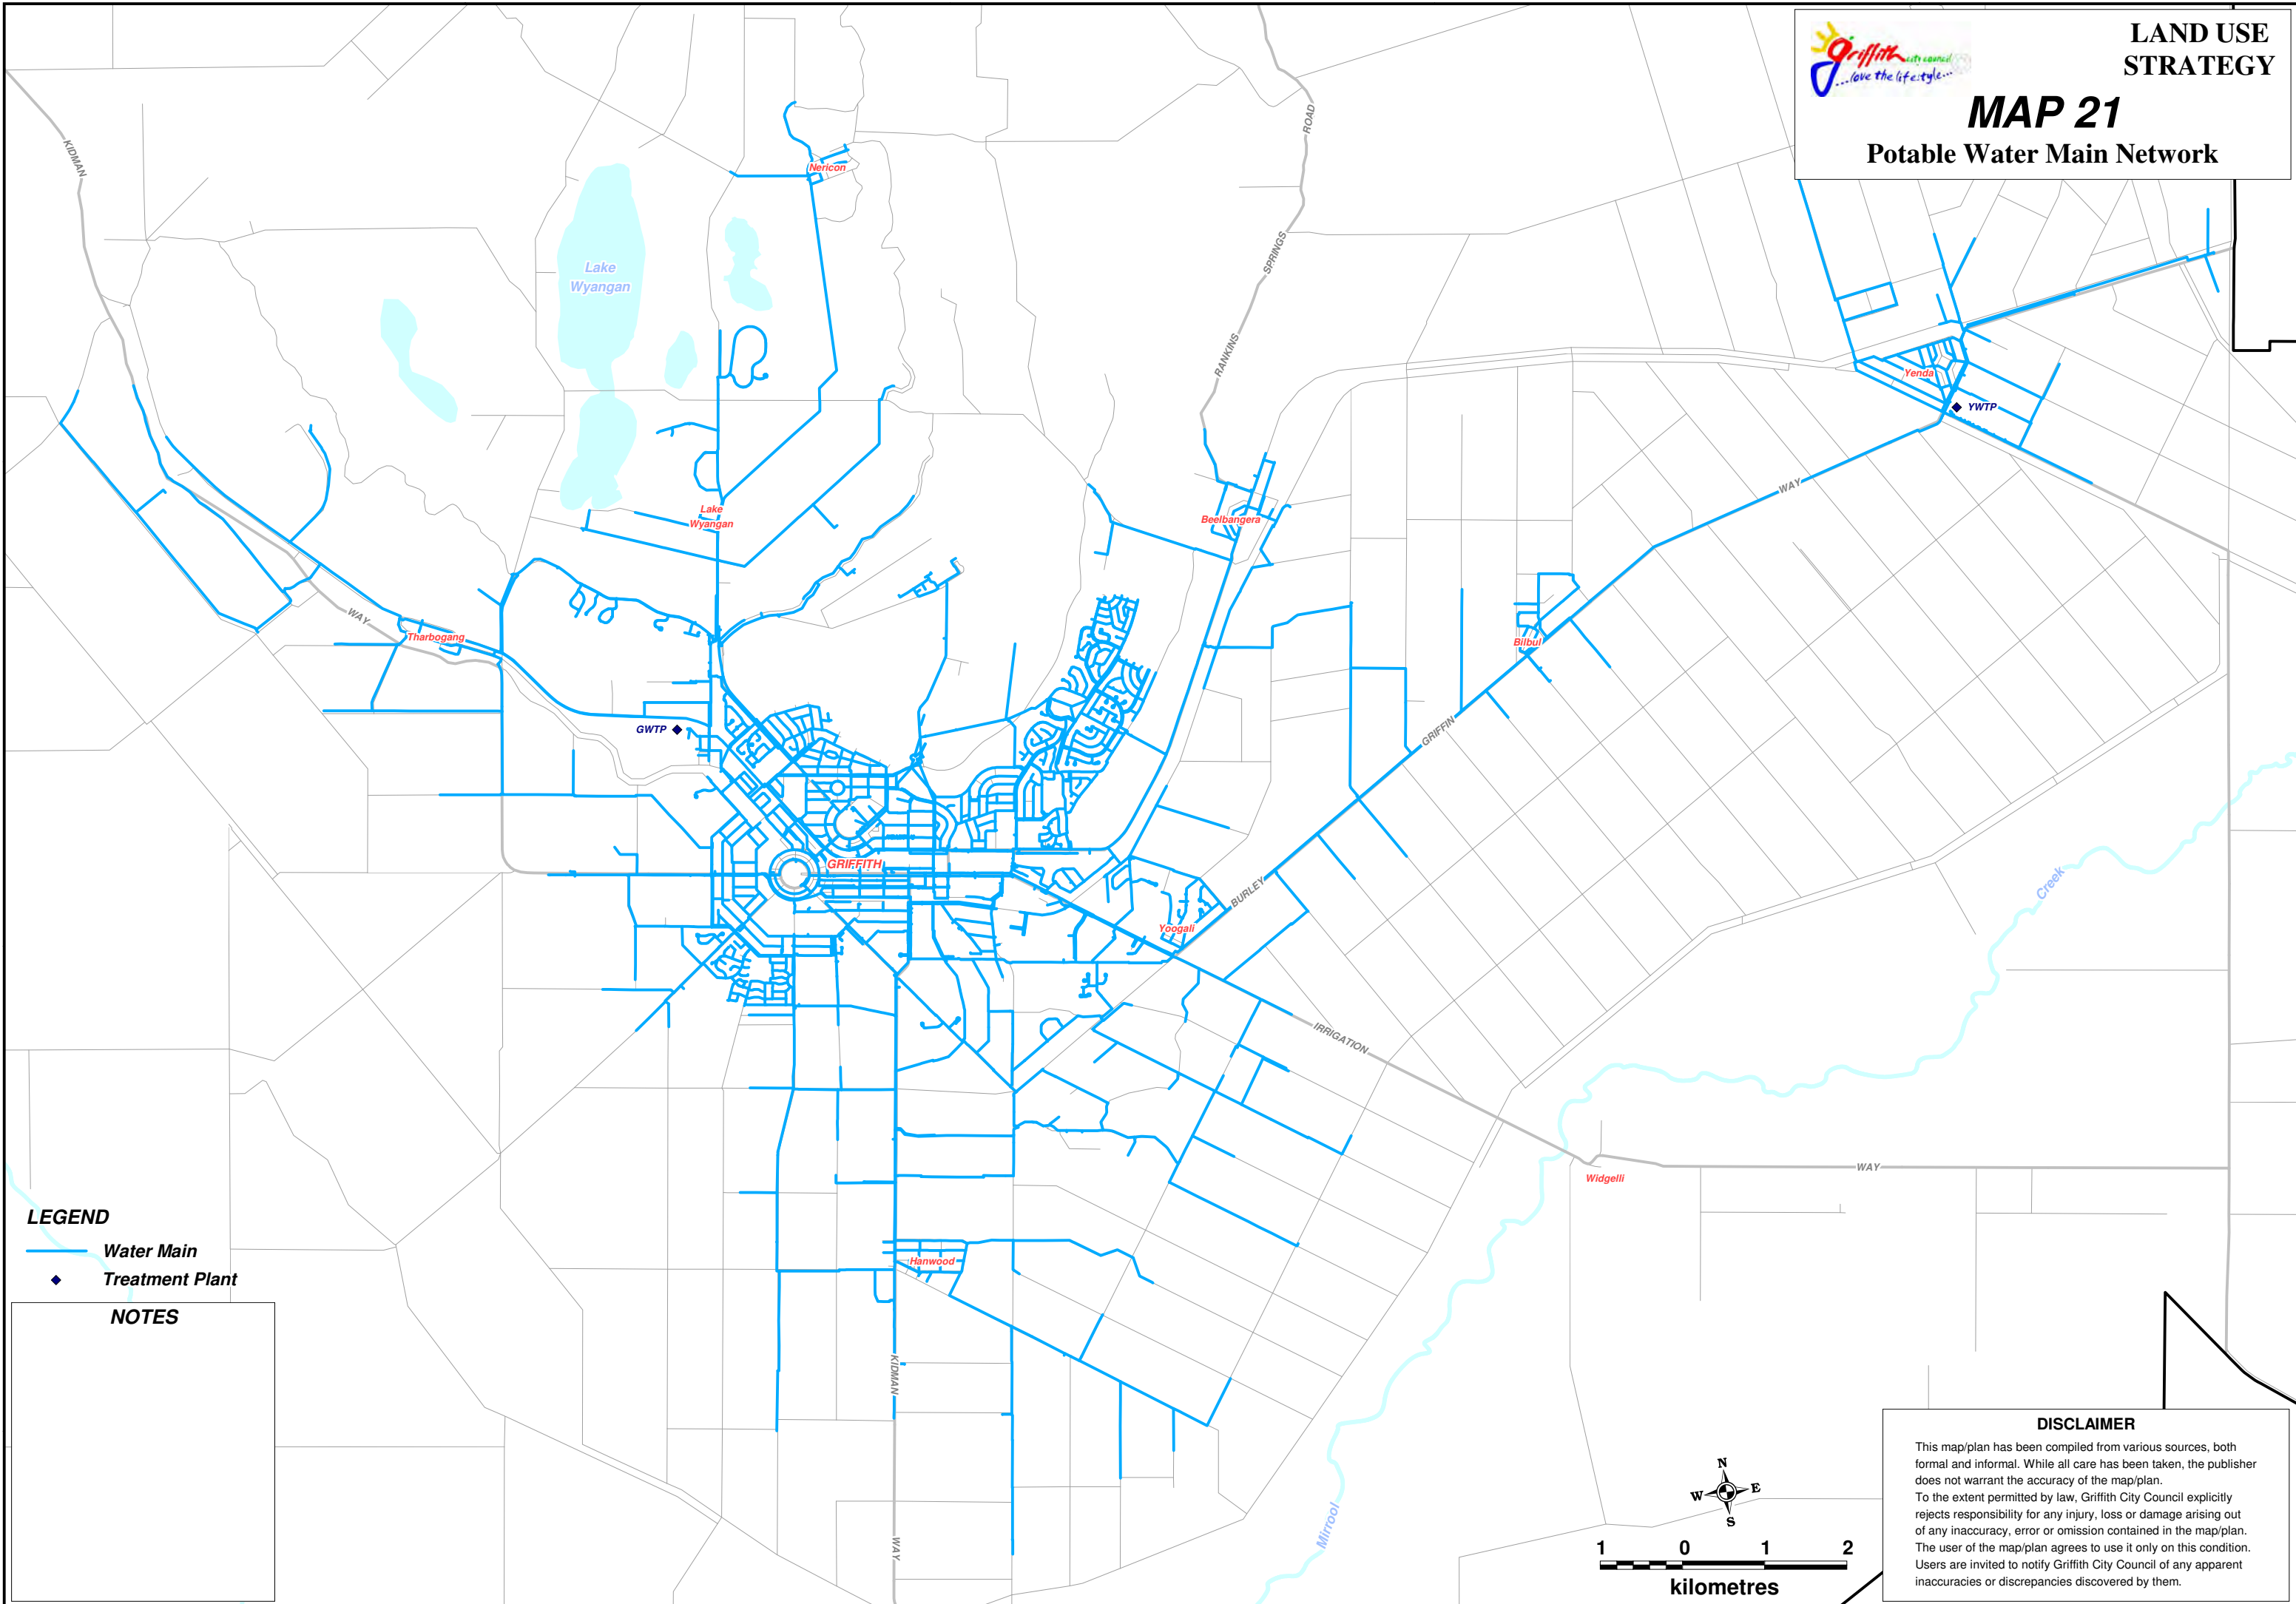 griffith city council
...love the lifestyle...
LAND USE
STRATEGY
MAP 21
Potable Water Main Network
KIDMAN
ROAD
Nericon
SPRINGS
Lake
Wyangan
RANKINS
Yenda
YWTP
WAY
Lake
Wyangan
Beelbangera
WAY
Tharbogang
Bilbul
GWTP
GRIFFIN
GRIFFITH
BURLEY
Creek
Yoogali
IRRIGATION
WAY
Widgelli
Hanwood
KIDMAN
WAY
Mirrool
LEGEND
Water Main
Treatment Plant
NOTES
N
W E
S
1 0 1 2
kilometres
DISCLAIMER
This map/plan has been compiled from various sources, both
formal and informal. While all care has been taken, the publisher
does not warrant the accuracy of the map/plan.
To the extent permitted by law, Griffith City Council explicitly
rejects responsibility for any injury, loss or damage arising out
of any inaccuracy, error or omission contained in the map/plan.
The user of the map/plan agrees to use it only on this condition.
Users are invited to notify Griffith City Council of any apparent
inaccuracies or discrepancies discovered by them.